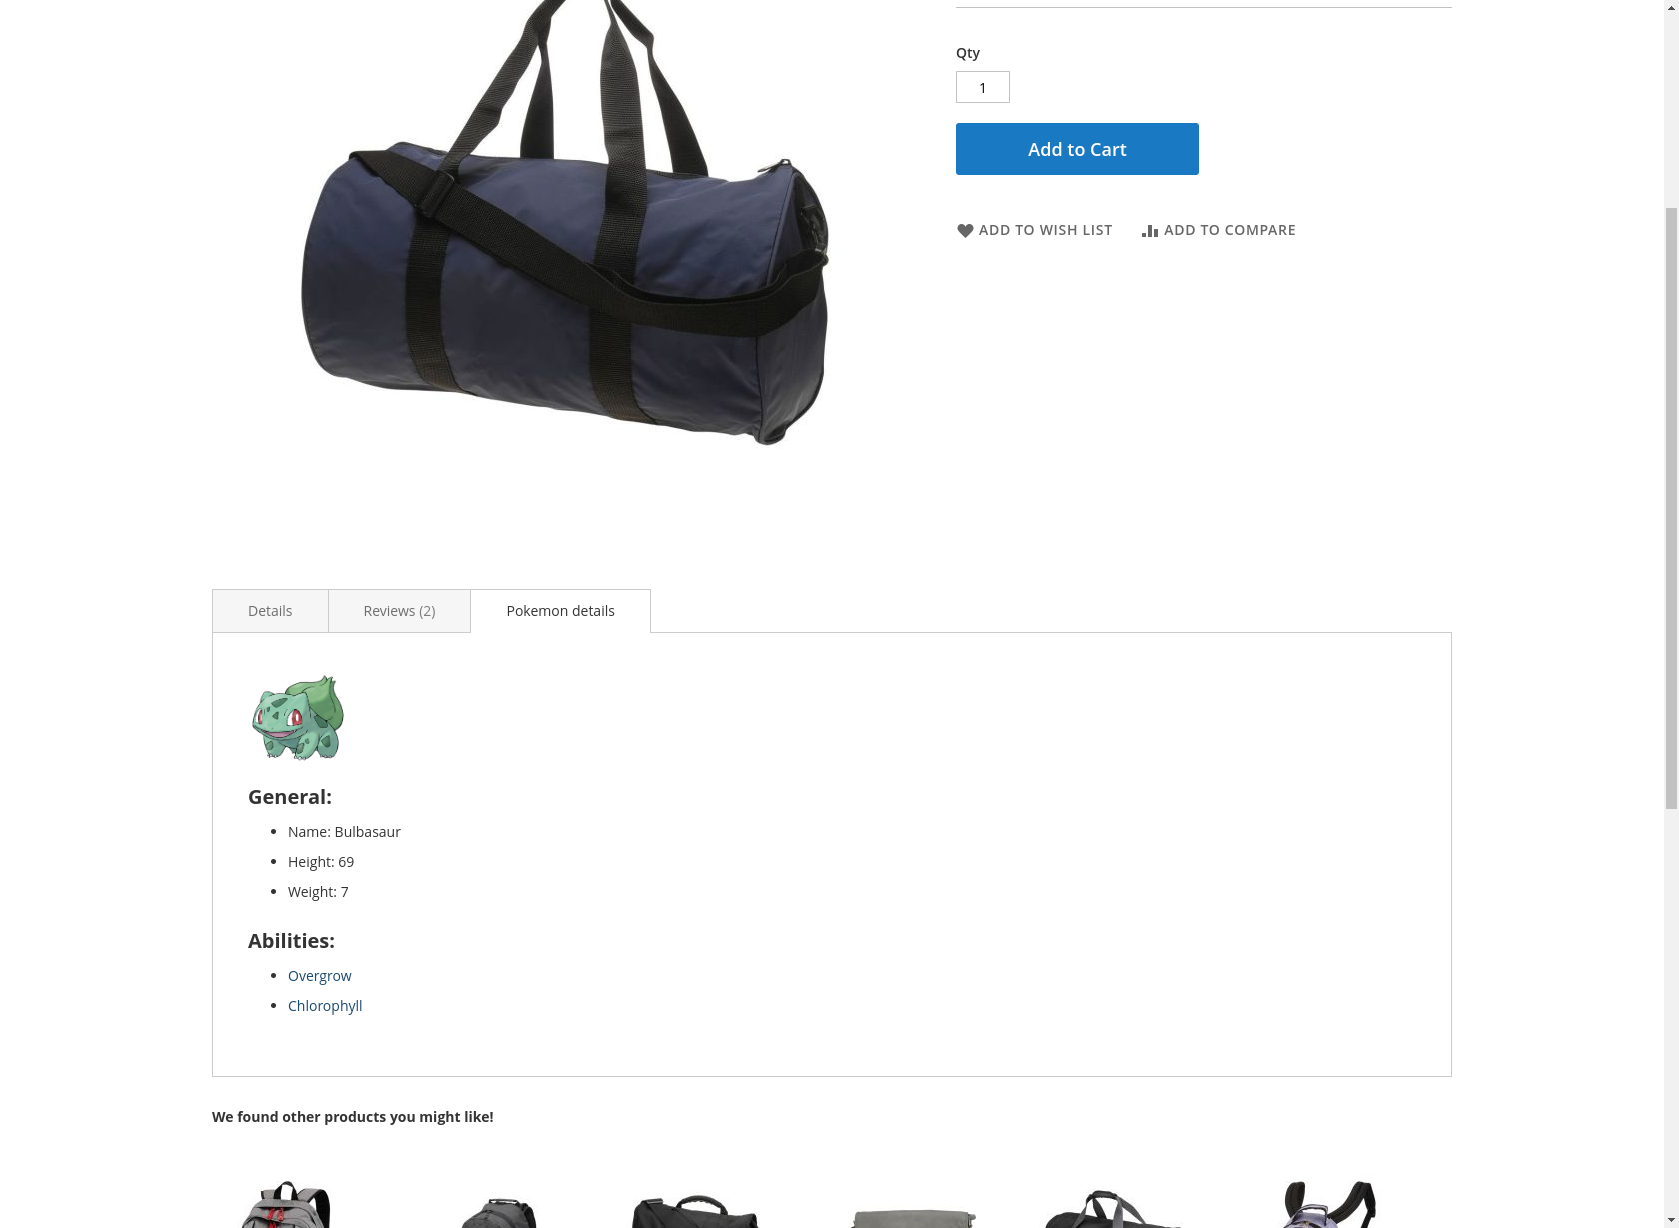 Qty
1
Add to Cart
ADD TO WISH LIST ADD TO COMPARE
Details Reviews (2) Pokemon details
General:
Name: Bulbasaur
Height: 69
Weight: 7
Abilities:
Overgrow
Chlorophyll
We found other products you might like!